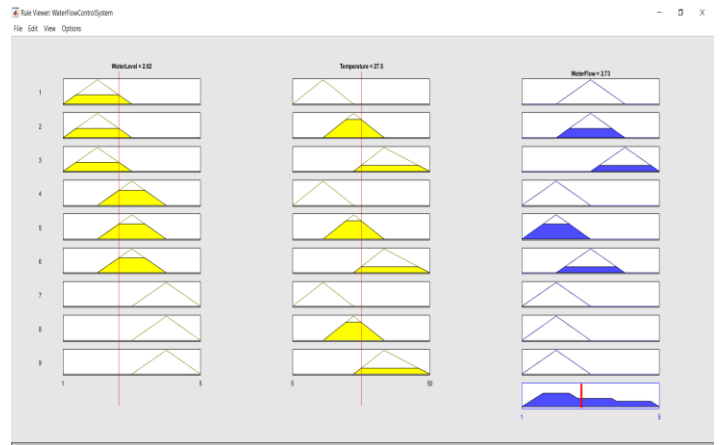 Rule Viewer: WaterFlowControlSystem
File Edit View Options
WaterLevel = 2.62 Temperature = 27.5 WaterFlow = 2.73
1
2
3
4
5
6
7
8
9
1 5 5 50
1 5